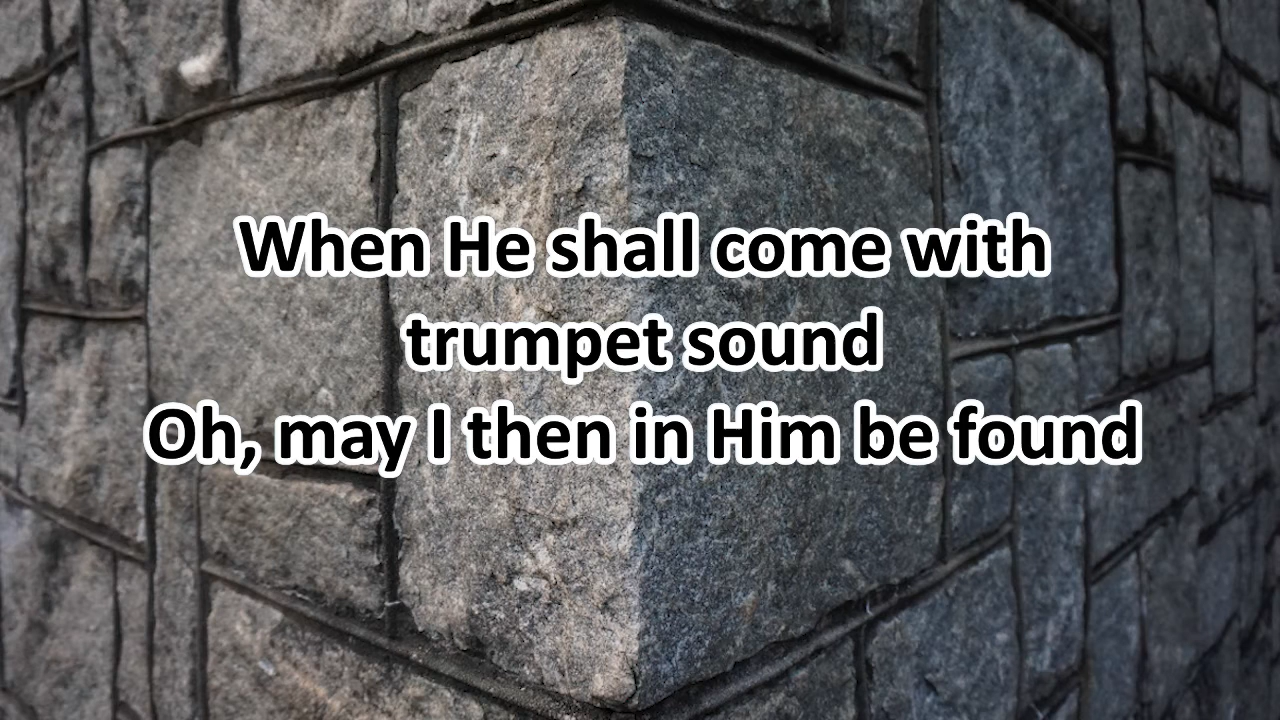 When He shall come with
trumpet sound
Oh, may I then in Him be found